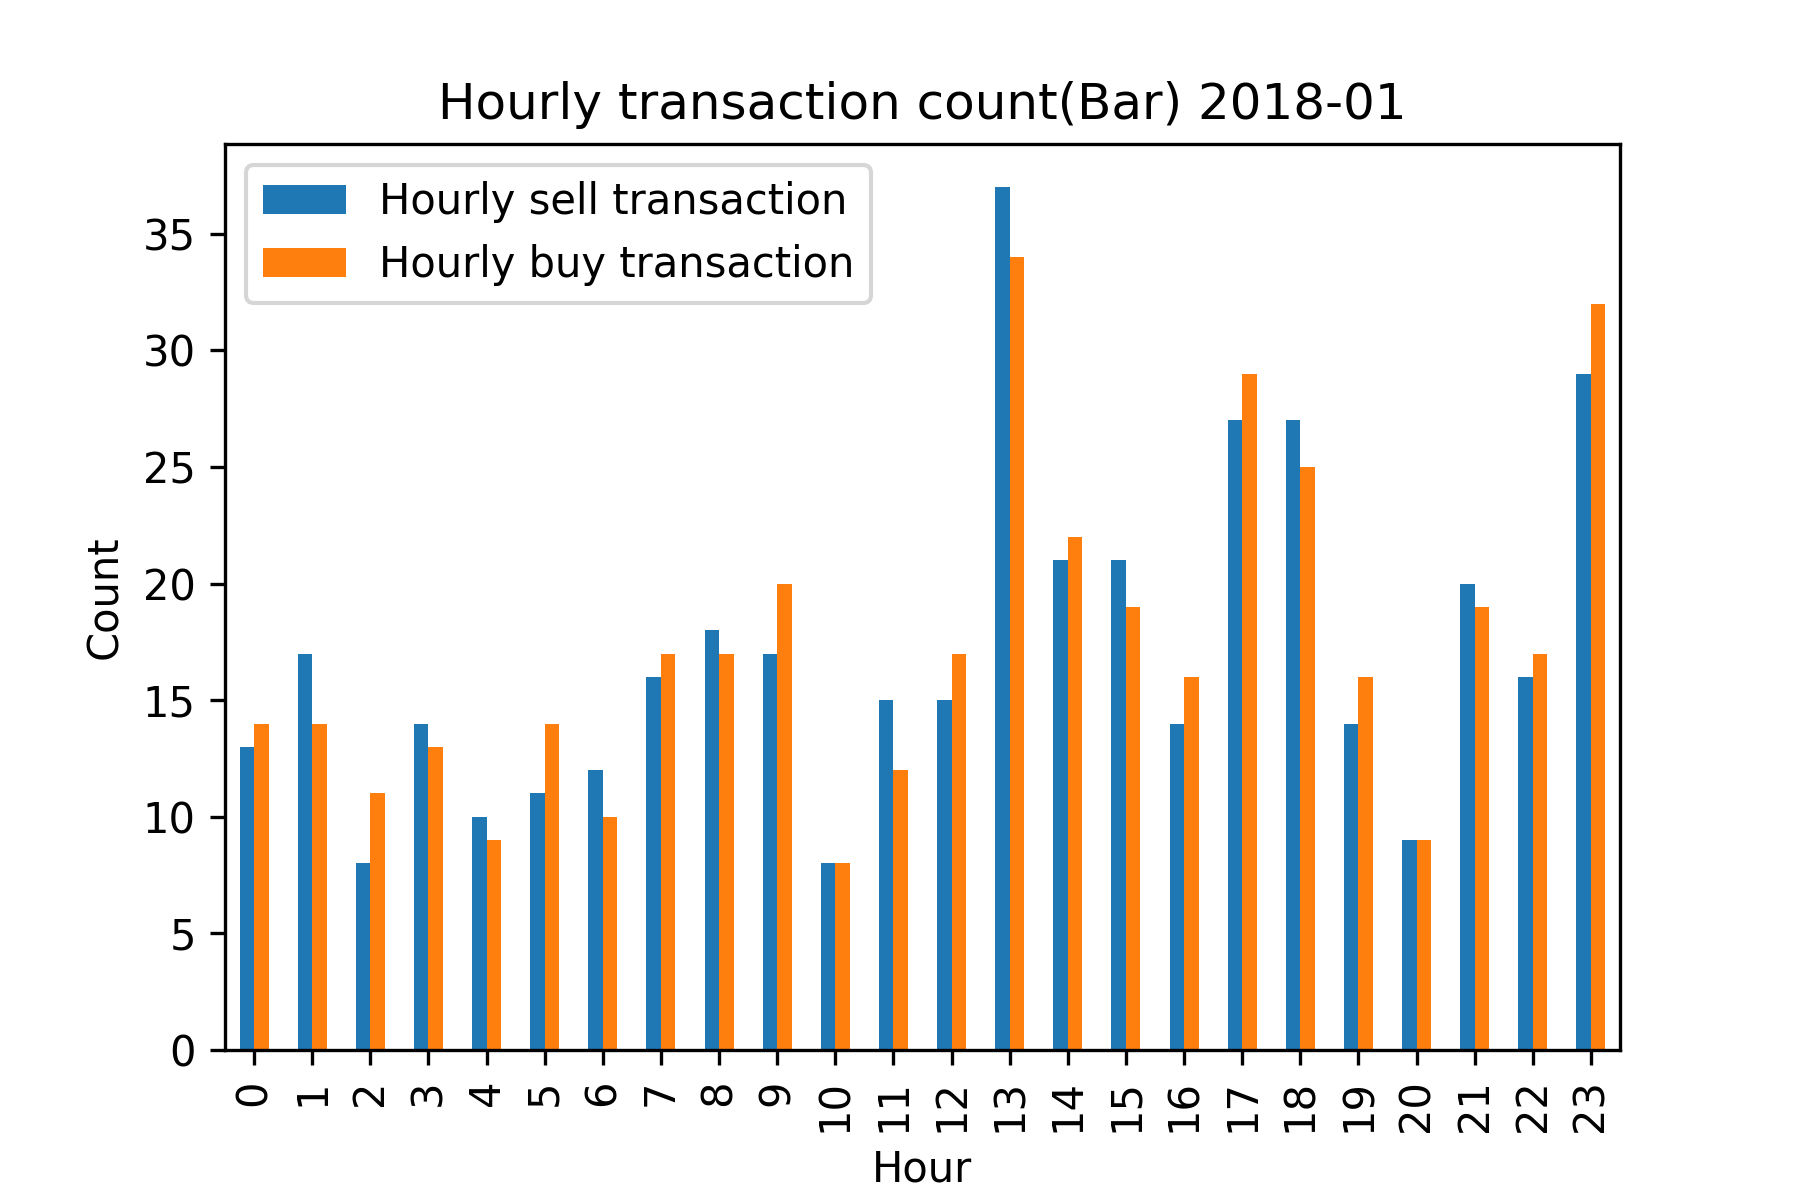 Hourly transaction count(Bar) 2018-01
Hourly sell transaction
Hourly buy transaction
35
30
25
20
15
10
5
0
Count
0 1 2 3 4 5 6 7 8 9 10 11 12 13 14 15 16 17 18 19 20 21 22 23
Hour